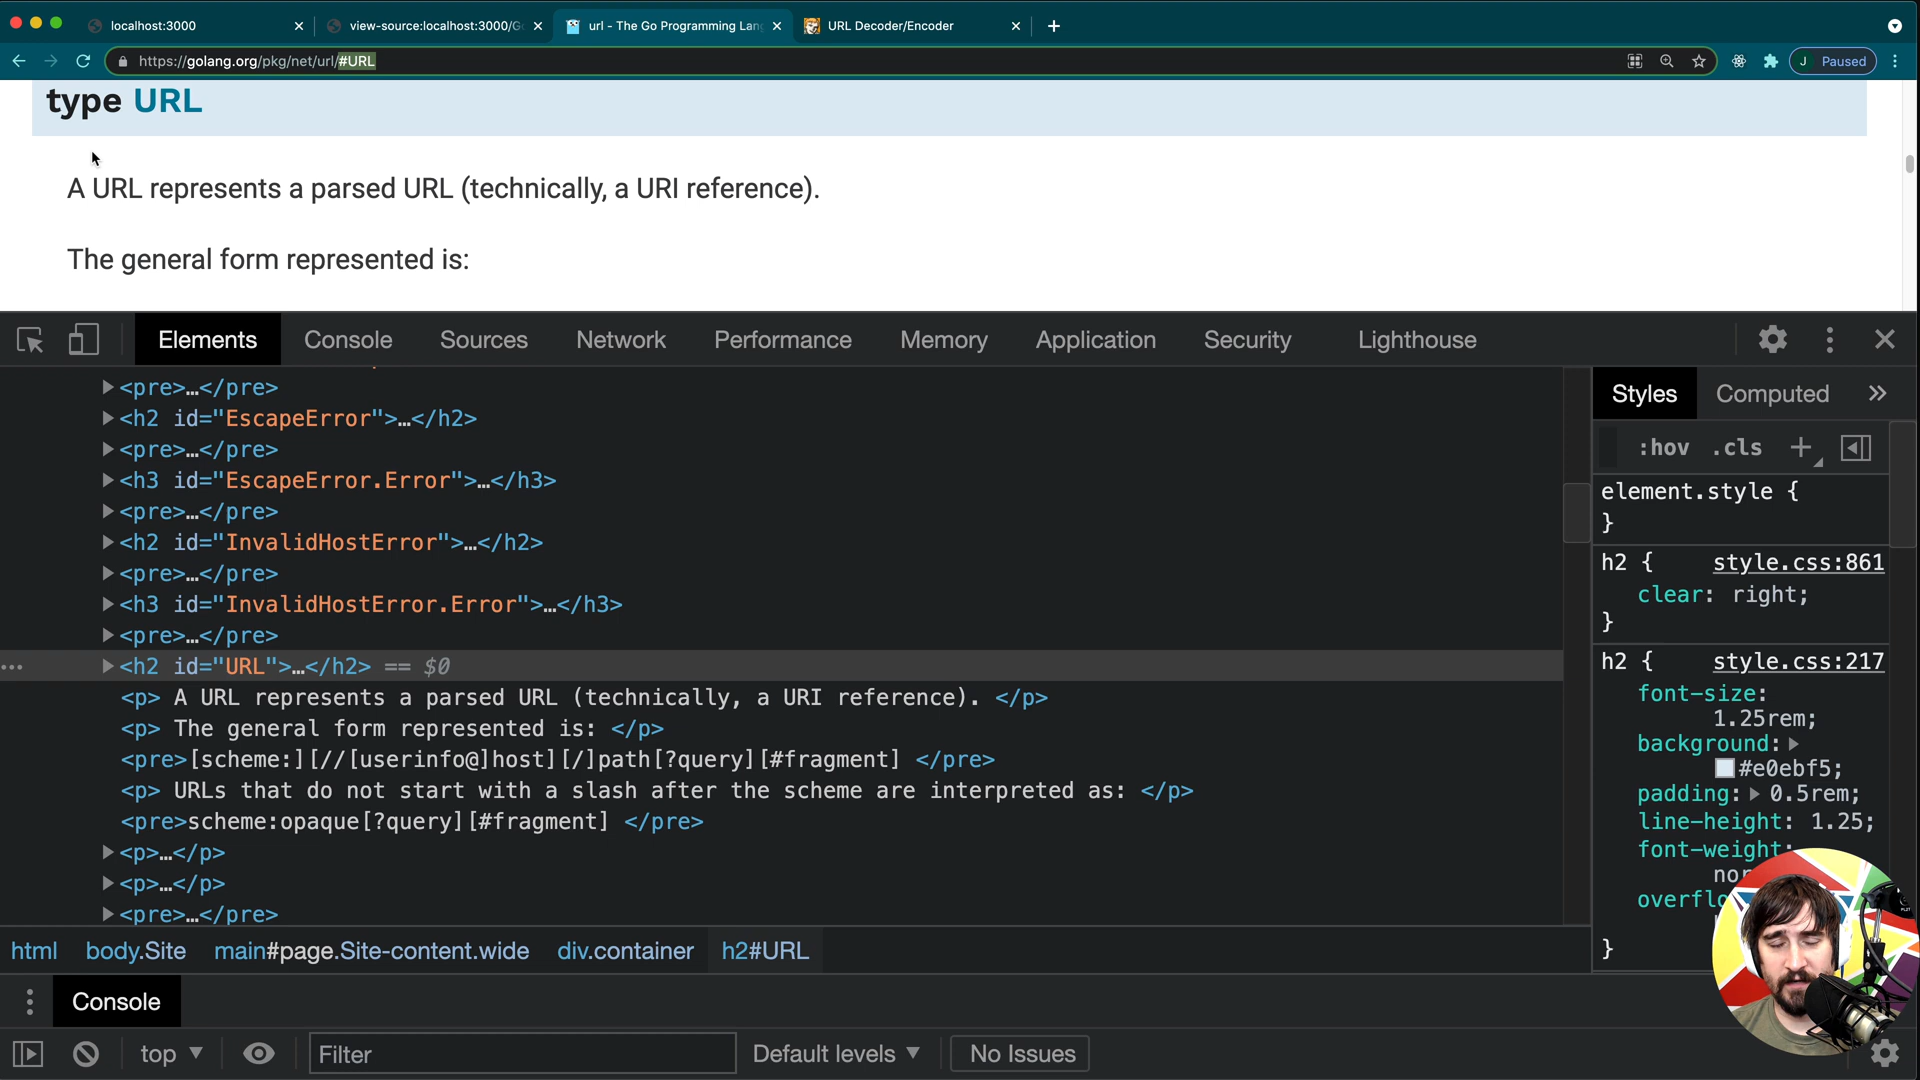 localhost:3000
view-source:localhost:3000/Go
url - The Go Programming Lang
URL Decoder/Encoder
https://golang.org/pkg/net/url/#URL
J Paused
type URL
A URL represents a parsed URL (technically, a URI reference).
The general form represented is:
Elements Console Sources Network Performance Memory Application Security Lighthouse
<pre>…</pre>
<h2 id="EscapeError">…</h2>
<pre>…</pre>
<h3 id="EscapeError.Error">…</h3>
<pre>…</pre>
<h2 id="InvalidHostError">…</h2>
<pre>…</pre>
<h3 id="InvalidHostError.Error">…</h3>
<pre>…</pre>
<h2 id="URL">…</h2> == $0
<p> A URL represents a parsed URL (technically, a URI reference). </p>
<p> The general form represented is: </p>
<pre>[scheme:][//[userinfo@]host][/]path[?query][#fragment] </pre>
<p> URLs that do not start with a slash after the scheme are interpreted as: </p>
<pre>scheme:opaque[?query][#fragment] </pre>
<p>…</p>
<p>…</p>
<pre>…</pre>
Styles Computed
:hov .cls
element.style {
}
h2 { style.css:861
clear: right;
}
h2 { style.css:217
font-size:
1.25rem;
background:
#e0ebf5;
padding: 0.5rem;
line-height: 1.25;
font-weight:
nor
overflo
}
html body.Site main#page.Site-content.wide div.container h2#URL
Console
top Filter Default levels No Issues